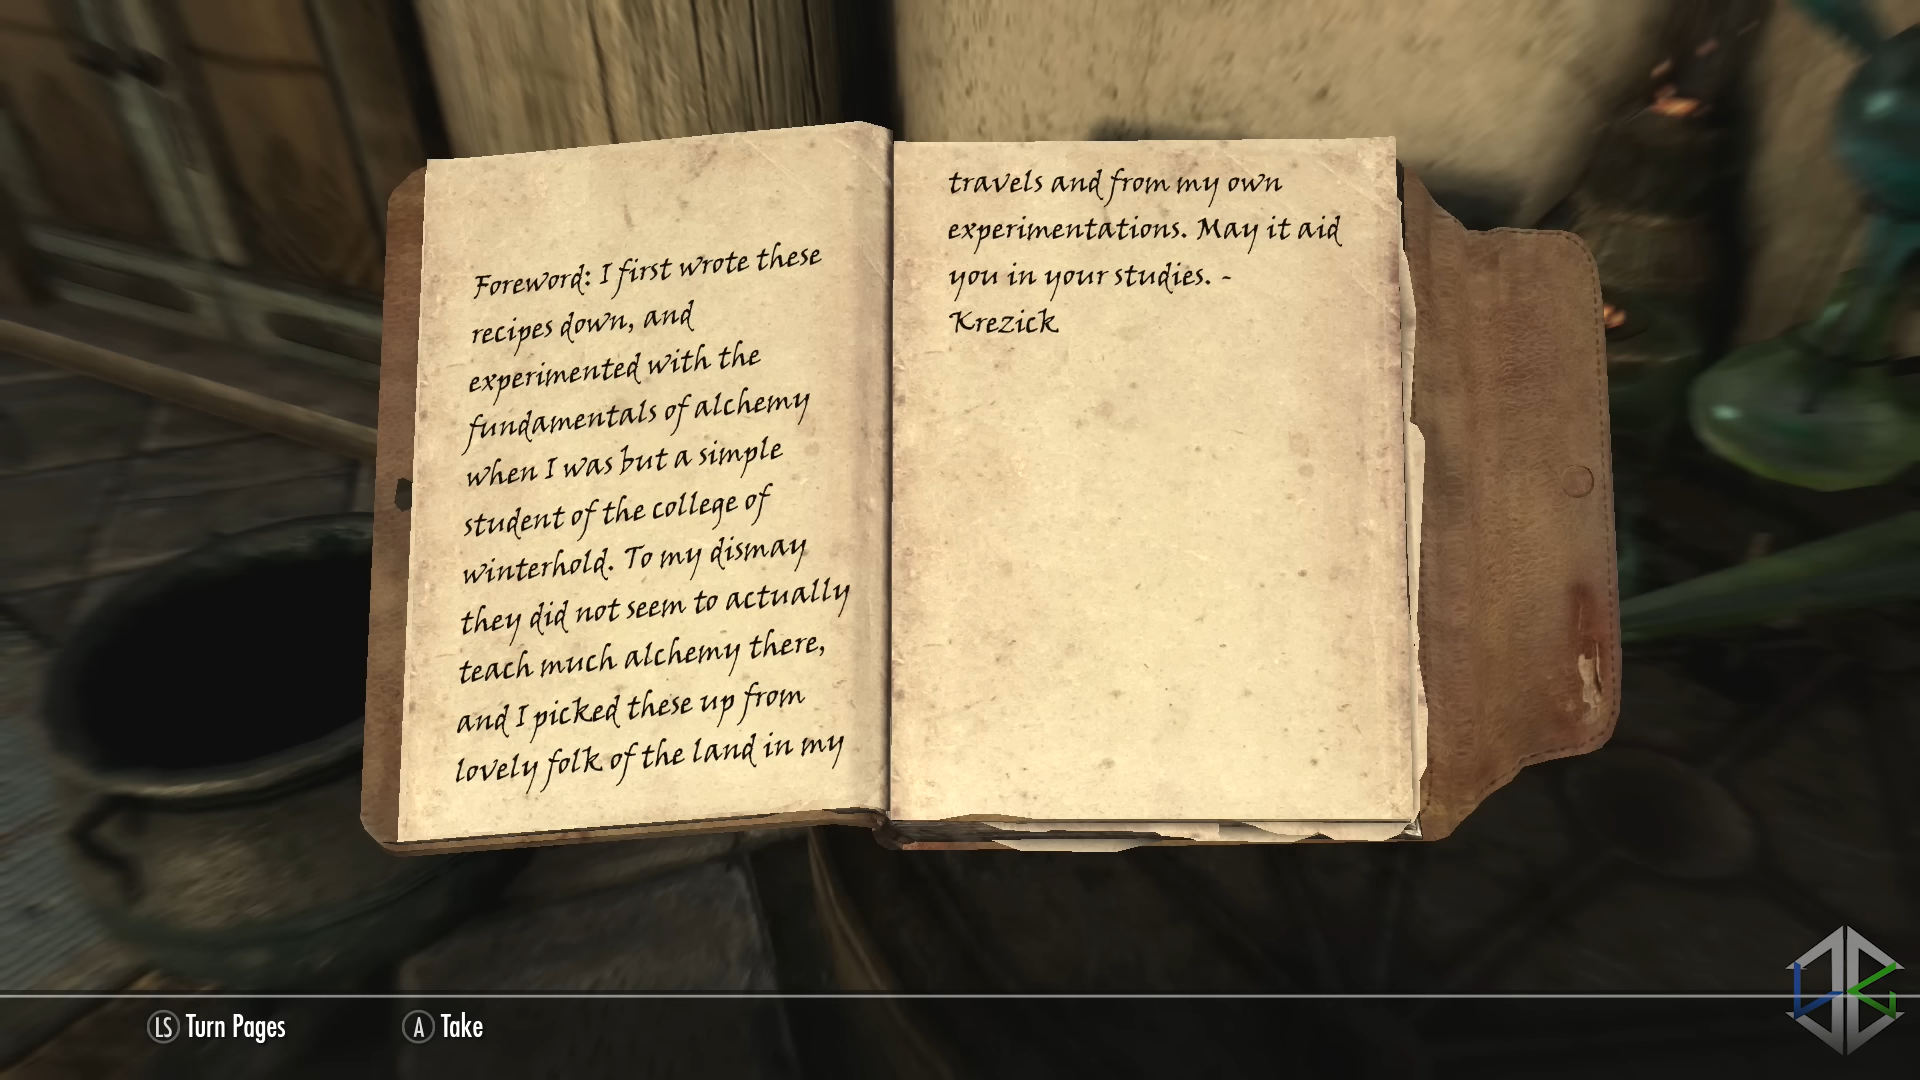 Foreword: I first wrote these
recipes down, and
experimented with the
fundamentals of alchemy
when I was but a simple
student of the college of
winterhold. To my dismay
they did not seem to actually
teach much alchemy there,
and I picked these up from
lovely folk of the land in my
travels and from my own
experimentations. May it aid
you in your studies. -
Krezick
LS Turn Pages
A Take